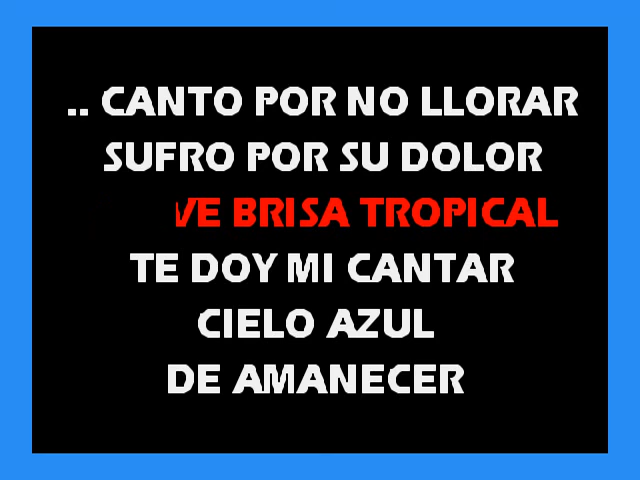 .. CANTO POR NO LLORAR
SUFRO POR SU DOLOR
VE BRISA TROPICAL
TE DOY MI CANTAR
CIELO AZUL
DE AMANECER